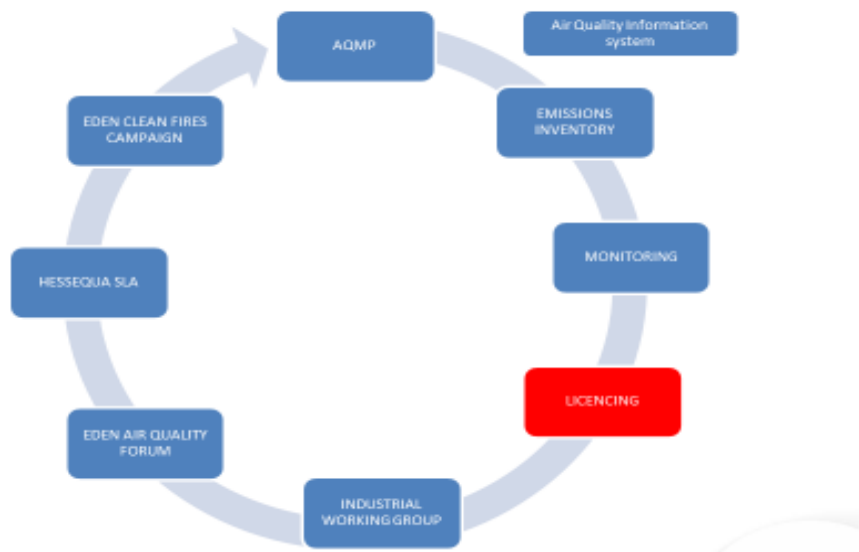 AQMP
Air Quality Information
system
EMISSIONS
INVENTORY
MONITORING
LICENCING
INDUSTRIAL
WORKING GROUP
EDEN AIR QUALITY
FORUM
HESSEQUA SLA
EDEN CLEAN FIRES
CAMPAIGN